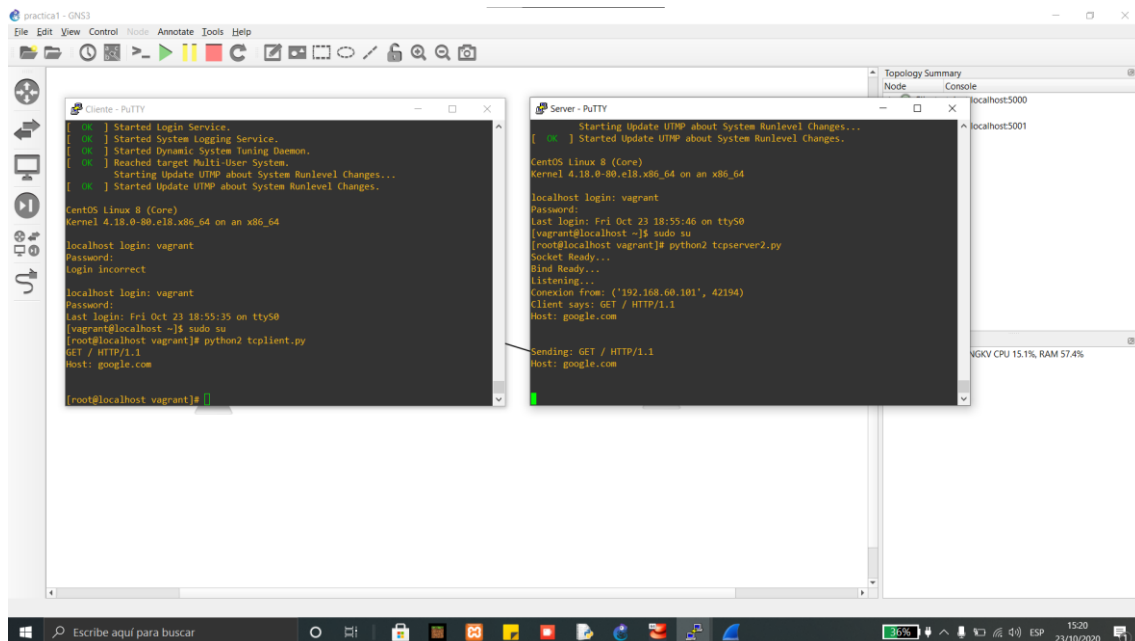 practica1 - GNS3
File Edit View Control Node Annotate Tools Help
Topology Summary
Node Console
localhost:5000
localhost:5001
Cliente - PuTTY
[ OK ] Started Login Service.
[ OK ] Started System Logging Service.
[ OK ] Started Dynamic System Tuning Daemon.
[ OK ] Reached target Multi-User System.
Starting Update UTMP about System Runlevel Changes...
[ OK ] Started Update UTMP about System Runlevel Changes.
CentOS Linux 8 (Core)
Kernel 4.18.0-80.el8.x86_64 on an x86_64
localhost login: vagrant
Password:
Login incorrect
localhost login: vagrant
Password:
Last login: Fri Oct 23 18:55:35 on ttyS0
[vagrant@localhost ~]$ sudo su
[root@localhost vagrant]# python2 tcplient.py
GET / HTTP/1.1
Host: google.com
[root@localhost vagrant]#
Server - PuTTY
Starting Update UTMP about System Runlevel Changes...
[ OK ] Started Update UTMP about System Runlevel Changes.
CentOS Linux 8 (Core)
Kernel 4.18.0-80.el8.x86_64 on an x86_64
localhost login: vagrant
Password:
Last login: Fri Oct 23 18:55:46 on ttyS0
[vagrant@localhost ~]$ sudo su
[root@localhost vagrant]# python2 tcpserver2.py
Socket Ready...
Bind Ready...
Listening...
Conexion from: ('192.168.60.101', 42194)
Client says: GET / HTTP/1.1
Host: google.com
Sending: GET / HTTP/1.1
Host: google.com
NGKV CPU 15.1%, RAM 57.4%
Escribe aquí para buscar
36%
ESP
15:20
23/10/2020